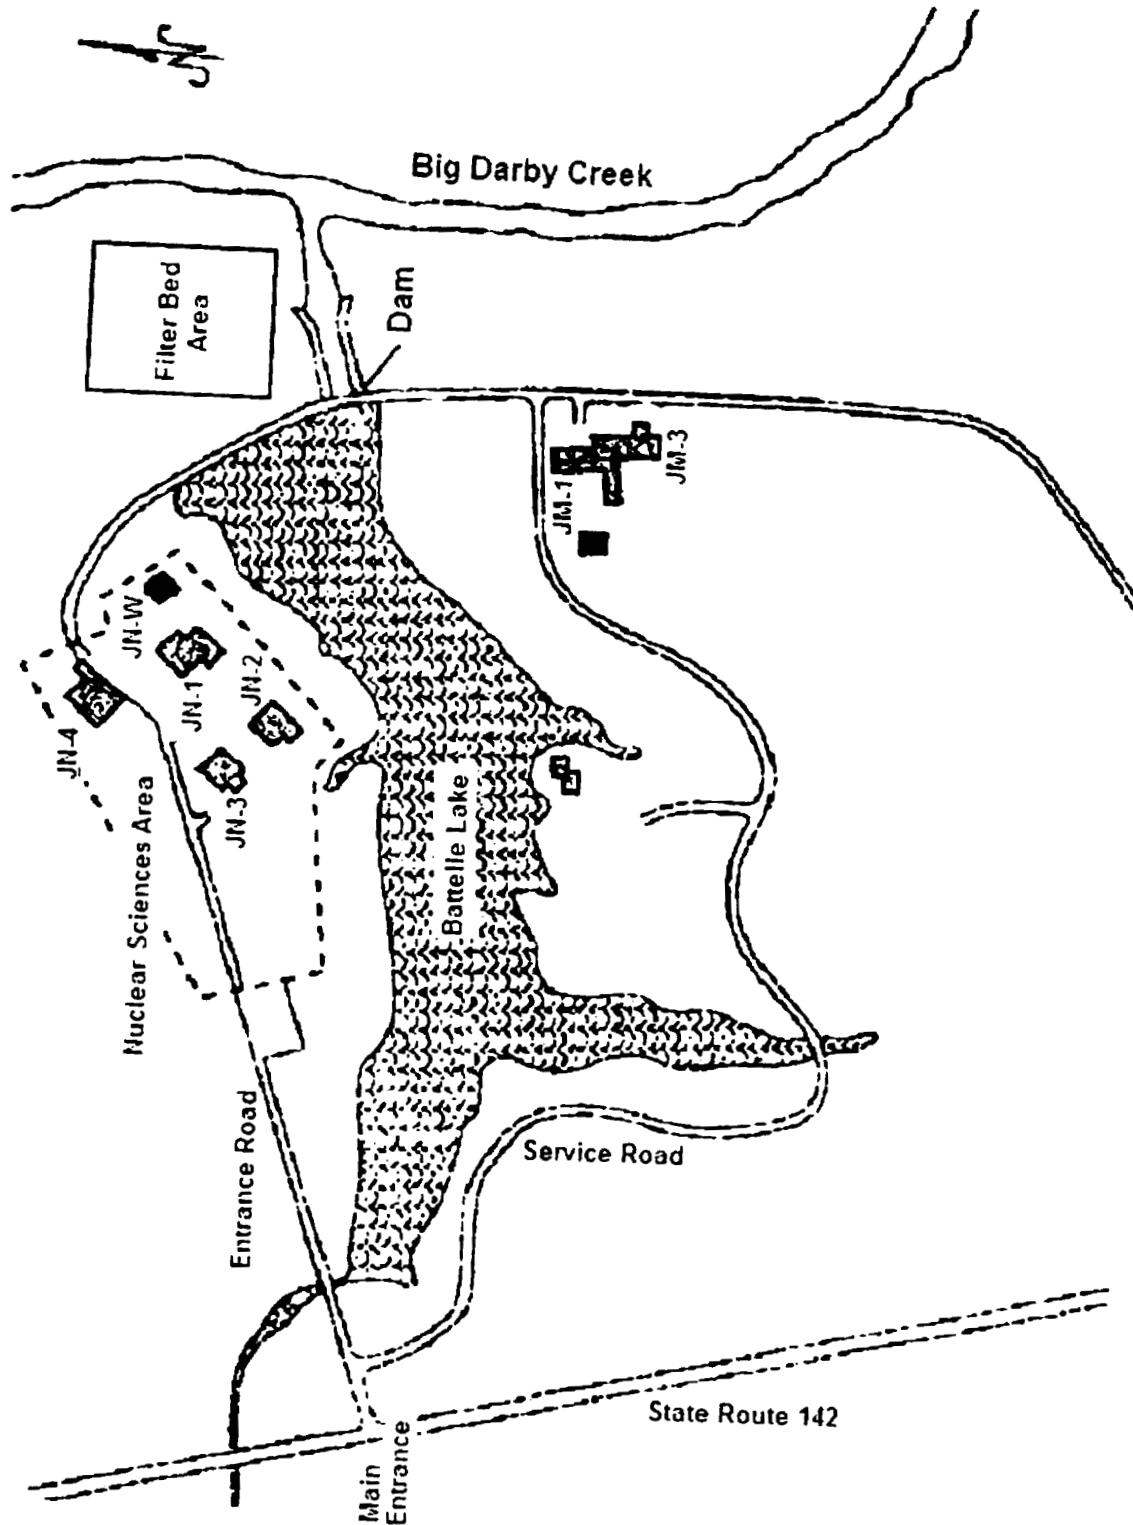 N
Big Darby Creek
Filter Bed
Area
Dam
JM-1
JM-3
JN-W
JN-1
JN-2
JN-4
JN-3
Nuclear Sciences Area
Battelle Lake
Entrance Road
Service Road
State Route 142
Main
Entrance